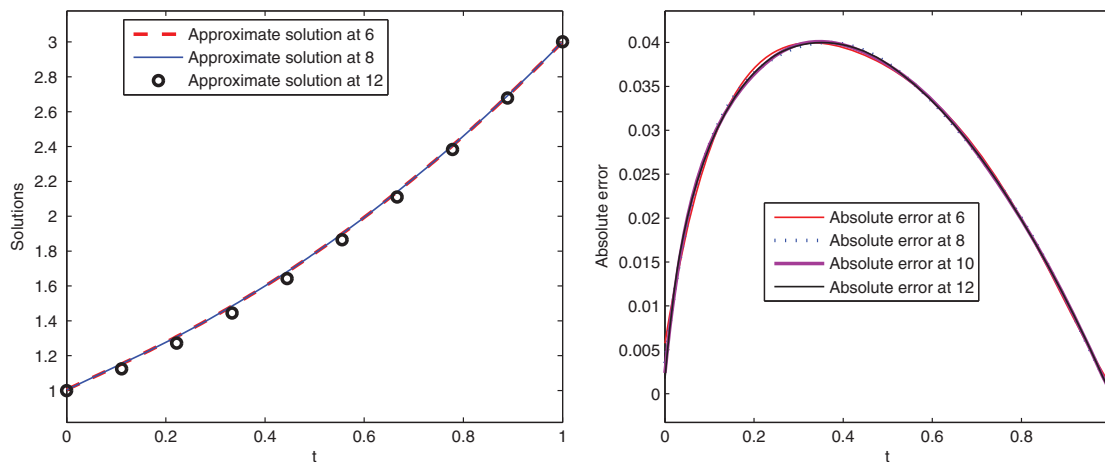 Approximate solution at 6
Approximate solution at 8
Approximate solution at 12
3
2.8
2.6
2.4
2.2
2
1.8
1.6
1.4
1.2
1
Solutions
0 0.2 0.4 0.6 0.8 1
t
0.04
0.035
0.03
0.025
0.02
0.015
0.01
0.005
0
Absolute error
Absolute error at 6
Absolute error at 8
Absolute error at 10
Absolute error at 12
0 0.2 0.4 0.6 0.8
t